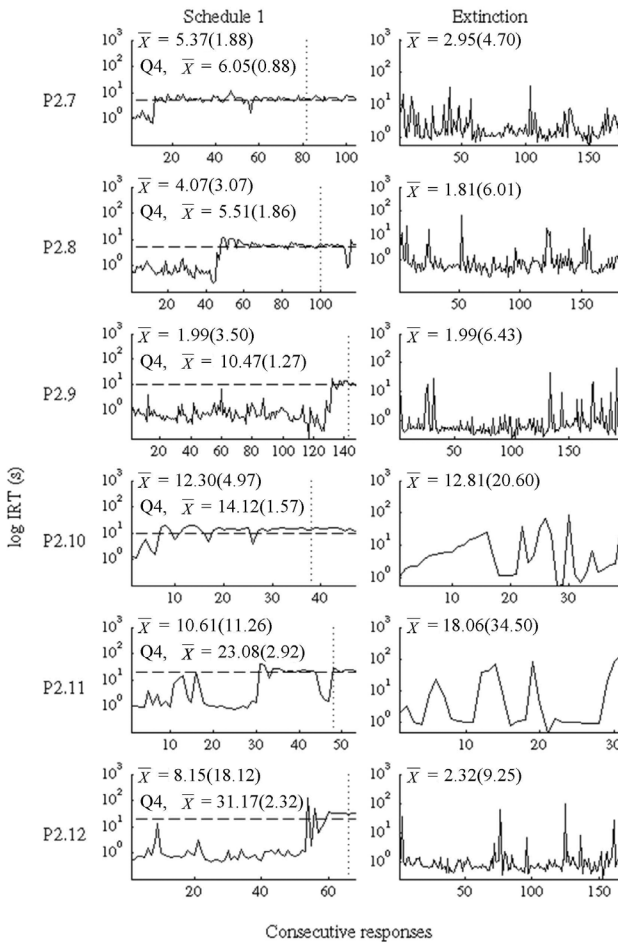 Schedule 1 Extinction
P2.7
X̄ = 5.37(1.88)
Q4, X̄ = 6.05(0.88)
10³
10²
10¹
10⁰
20 40 60 80 100
X̄ = 2.95(4.70)
10³
10²
10¹
10⁰
50 100 150
P2.8
X̄ = 4.07(3.07)
Q4, X̄ = 5.51(1.86)
10³
10²
10¹
10⁰
20 40 60 80 100
X̄ = 1.81(6.01)
10³
10²
10¹
10⁰
50 100 150
P2.9
X̄ = 1.99(3.50)
Q4, X̄ = 10.47(1.27)
10³
10²
10¹
10⁰
20 40 60 80 100 120 140
X̄ = 1.99(6.43)
10³
10²
10¹
10⁰
50 100 150
log IRT (s)
P2.10
X̄ = 12.30(4.97)
Q4, X̄ = 14.12(1.57)
10³
10²
10¹
10⁰
10 20 30 40
X̄ = 12.81(20.60)
10³
10²
10¹
10⁰
10 20 30
P2.11
X̄ = 10.61(11.26)
Q4, X̄ = 23.08(2.92)
10³
10²
10¹
10⁰
10 20 30 40 50
X̄ = 18.06(34.50)
10³
10²
10¹
10⁰
10 20 30
P2.12
X̄ = 8.15(18.12)
Q4, X̄ = 31.17(2.32)
10³
10²
10¹
10⁰
20 40 60
X̄ = 2.32(9.25)
10³
10²
10¹
10⁰
50 100 150
Consecutive responses